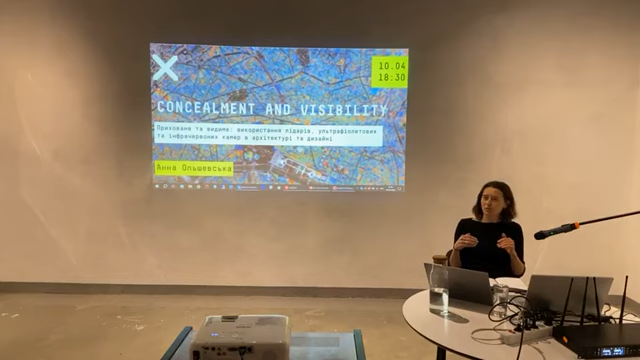 10.04
18:30
CONCEALMENT AND VISIBILITY
Приховане та видиме: використання лідарів, ультрафіолетових
та інфрачервоних камер в архітектурі та дизайні
Анна Ольшевська